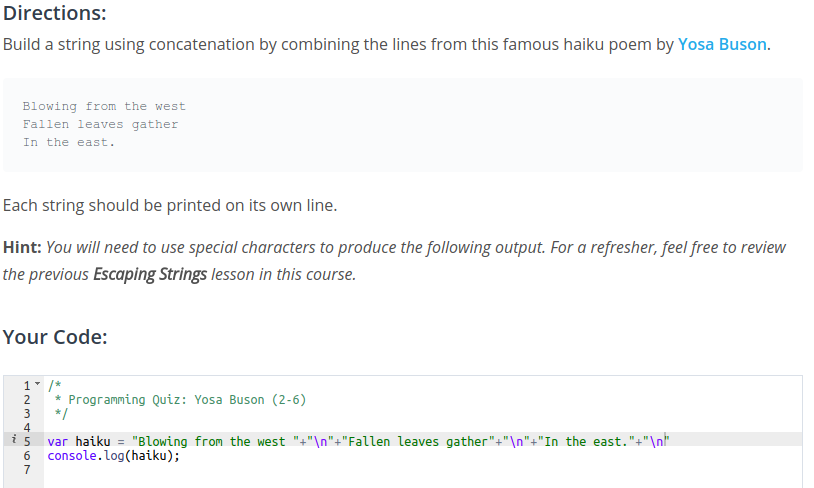 Directions:
Build a string using concatenation by combining the lines from this famous haiku poem by Yosa Buson.
Blowing from the west
Fallen leaves gather
In the east.
Each string should be printed on its own line.
Hint: You will need to use special characters to produce the following output. For a refresher, feel free to review
the previous Escaping Strings lesson in this course.
Your Code:
1 /*
2  * Programming Quiz: Yosa Buson (2-6)
3  */
4
i 5 var haiku = "Blowing from the west "+"\n"+"Fallen leaves gather"+"\n"+"In the east."+"\n"
6 console.log(haiku);
7